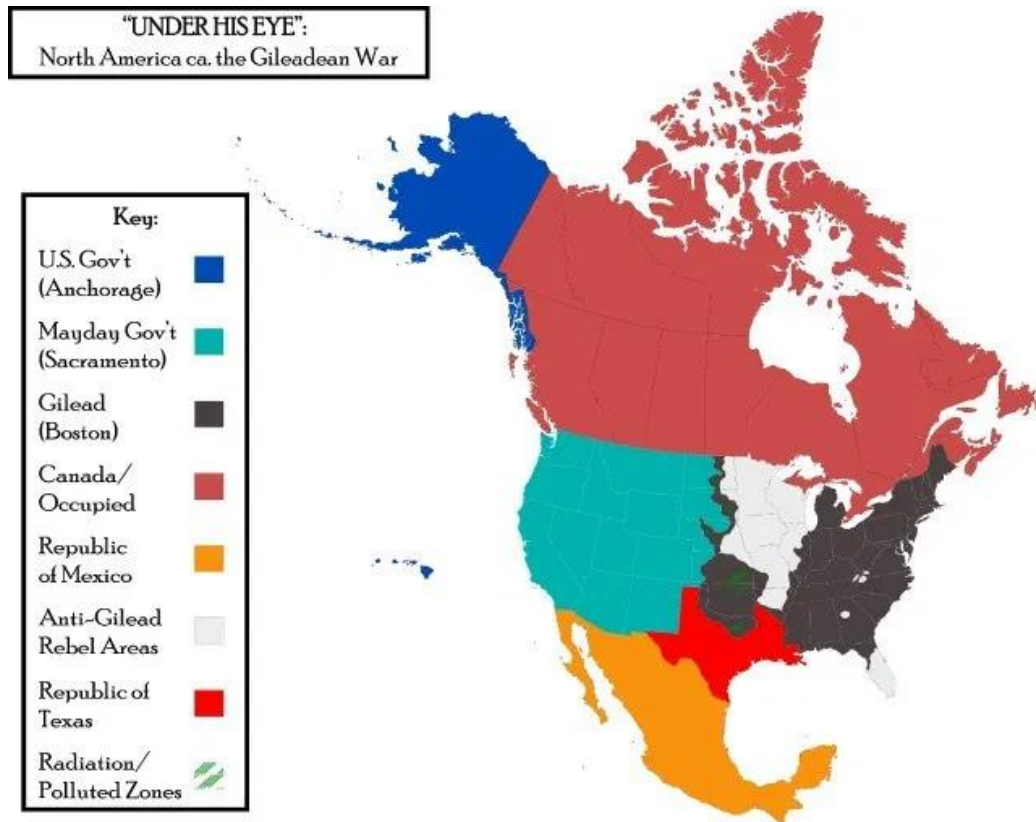 "UNDER HIS EYE":
North America ca. the Gileadean War
Key:
U.S. Gov't
(Anchorage)
Mayday Gov't
(Sacramento)
Gilead
(Boston)
Canada/
Occupied
Republic
of Mexico
Anti-Gilead
Rebel Areas
Republic of
Texas
Radiation/
Polluted Zones